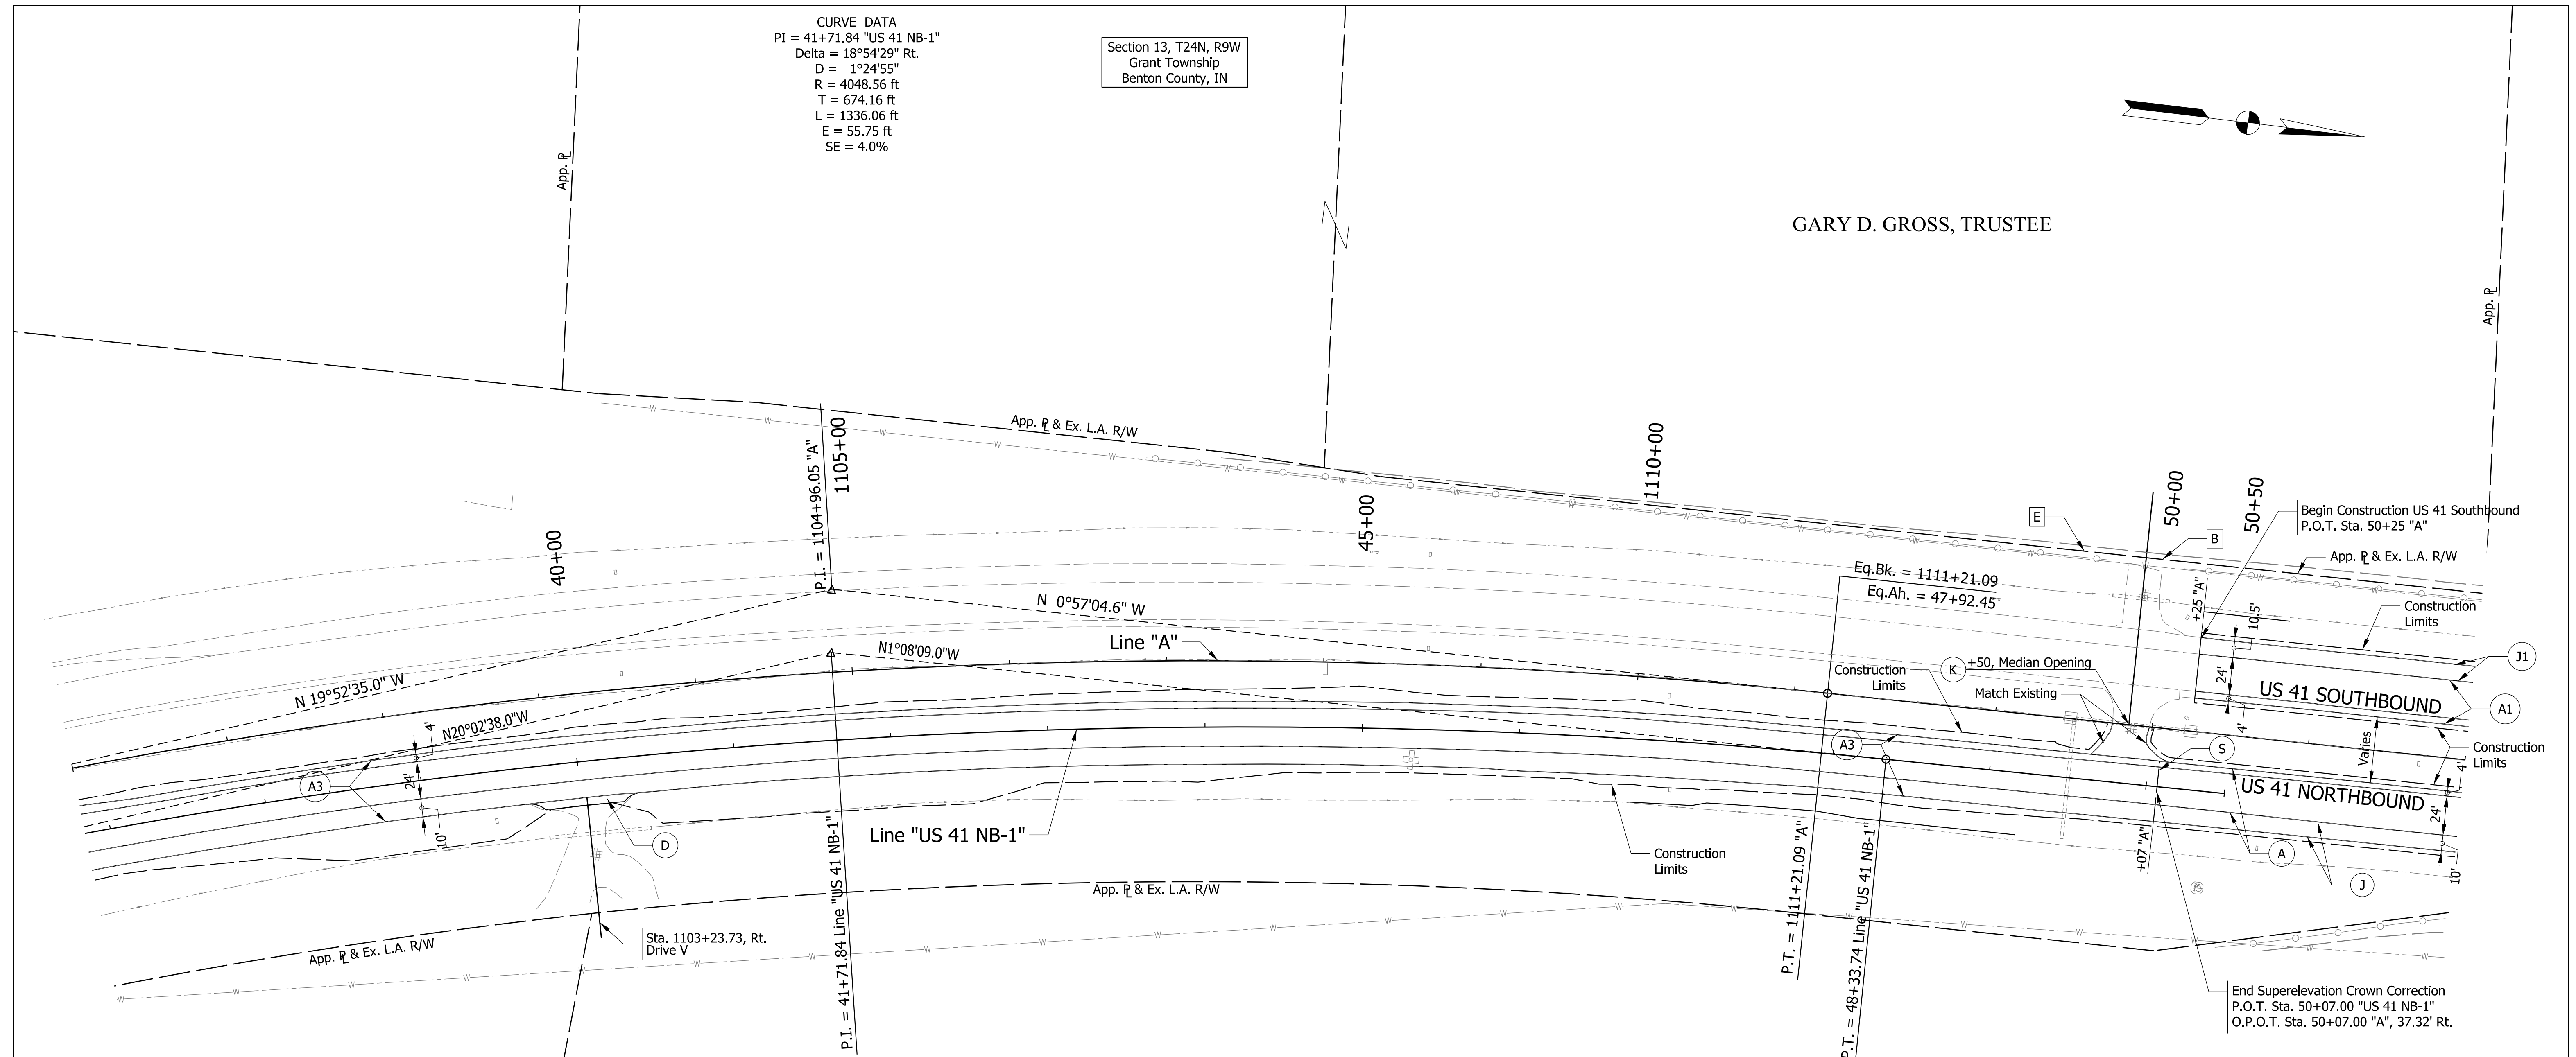 CURVE DATA
PI = 41+71.84 "US 41 NB-1"
Delta = 18°54'29" Rt.
D = 1°24'55"
R = 4048.56 ft
T = 674.16 ft
L = 1336.06 ft
E = 55.75 ft
SE = 4.0%
Section 13, T24N, R9W
Grant Township
Benton County, IN
GARY D. GROSS, TRUSTEE
App. PL
App. PL
App. PL & Ex. L.A. R/W
P.I. = 1104+96.05 "A"
1105+00
40+00
45+00
1110+00
50+00
50+50
E
B
Begin Construction US 41 Southbound
P.O.T. Sta. 50+25 "A"
App. PL & Ex. L.A. R/W
Eq.Bk. = 1111+21.09
Eq.Ah. = 47+92.45
+25 "A"
10.5'
Construction
Limits
N 0°57'04.6" W
Line "A"
N1°08'09.0"W
N 19°52'35.0" W
N20°02'38.0"W
4'
24'
10'
A3
Construction
Limits
K
+50, Median Opening
Match Existing
24'
4'
US 41 SOUTHBOUND
J1
A1
Varies
Construction
Limits
A3
S
4'
US 41 NORTHBOUND
24'
10'
D
Line "US 41 NB-1"
Construction
Limits
A
J
+07 "A"
P.I. = 41+71.84 Line "US 41 NB-1"
P.T. = 1111+21.09 "A"
P.T. = 48+33.74 Line "US 41 NB-1"
App. PL & Ex. L.A. R/W
App. PL & Ex. L.A. R/W
Sta. 1103+23.73, Rt.
Drive V
End Superelevation Crown Correction
P.O.T. Sta. 50+07.00 "US 41 NB-1"
O.P.O.T. Sta. 50+07.00 "A", 37.32' Rt.